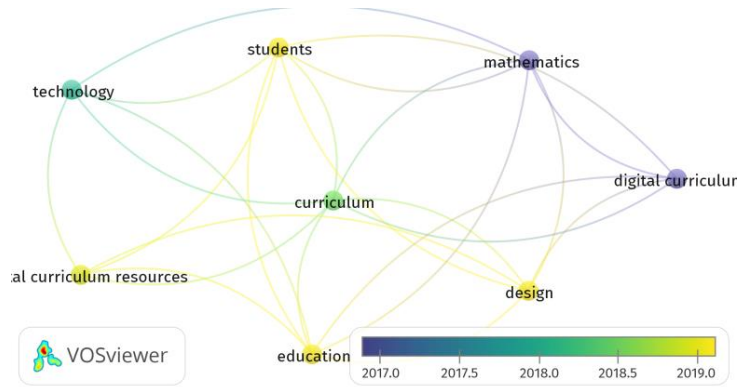 students
mathematics
technology
digital curriculum
curriculum
al curriculum resources
design
education
VOSviewer
2017.0 2017.5 2018.0 2018.5 2019.0